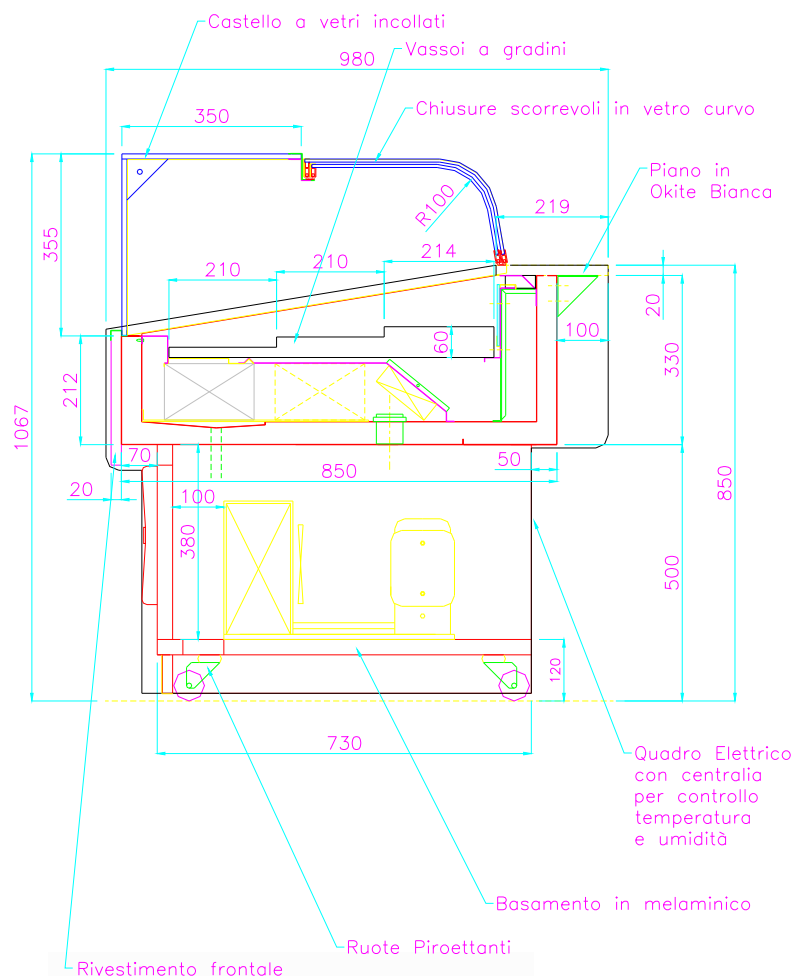 Castello a vetri incollati
Vassoi a gradini
980
Chiusure scorrevoli in vetro curvo
350
Piano in
Okite Bianca
R100
219
355
214
210
210
20
100
60
330
212
1067
70
50
850
850
20
100
380
500
120
730
Quadro Elettrico
con centralia
per controllo
temperatura
e umidità
Basamento in melaminico
Ruote Piroettanti
Rivestimento frontale